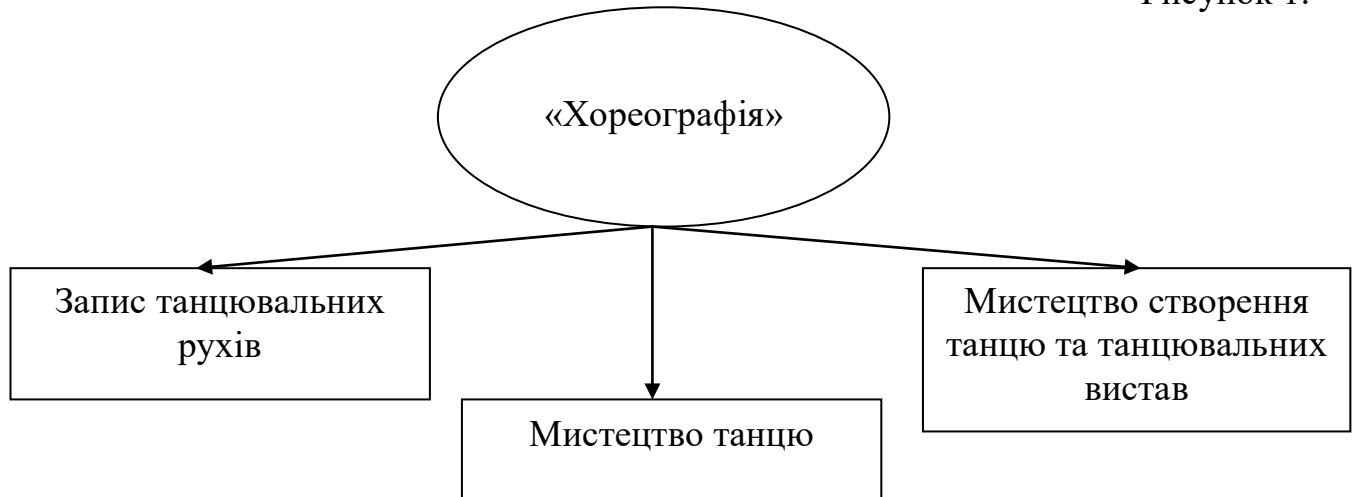 Рисунок 1.
«Хореографія»
Запис танцювальних
рухів
Мистецтво створення
танцю та танцювальних
вистав
Мистецтво танцю